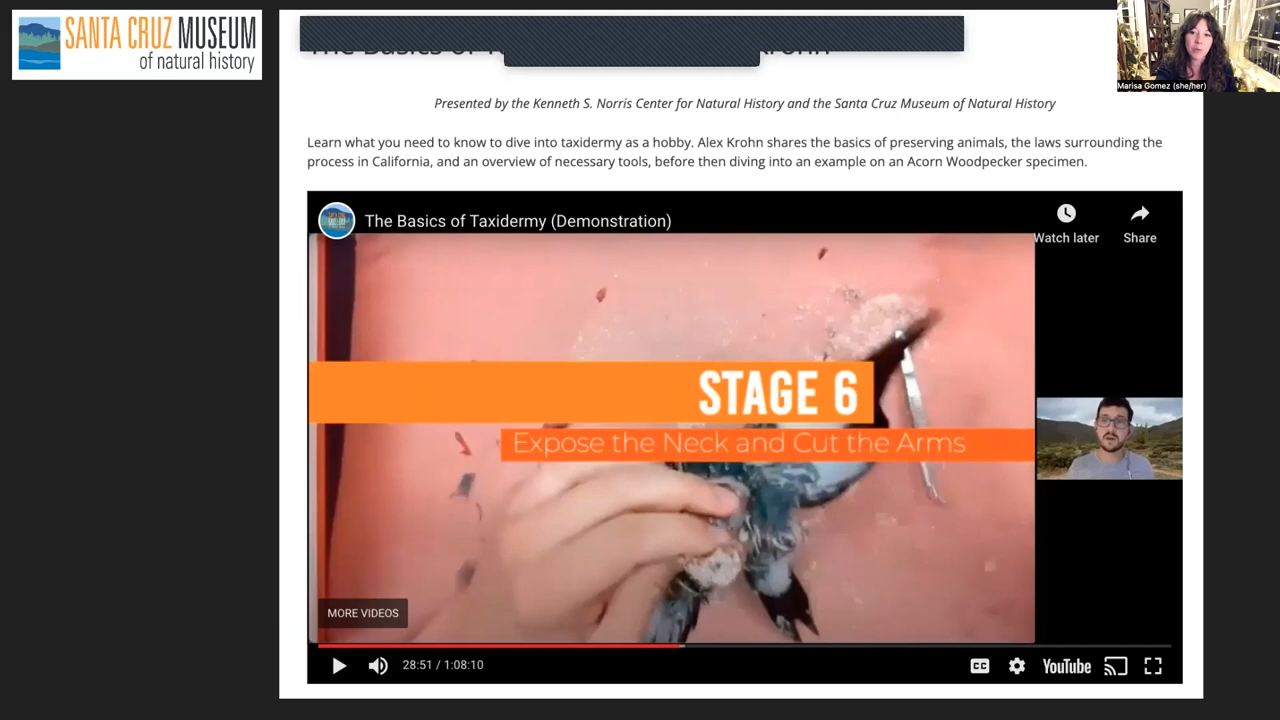 SANTA CRUZ MUSEUM
of natural history
The Basics of
Krohn
Marisa Gomez (she/her)
Presented by the Kenneth S. Norris Center for Natural History and the Santa Cruz Museum of Natural History
Learn what you need to know to dive into taxidermy as a hobby. Alex Krohn shares the basics of preserving animals, the laws surrounding the
process in California, and an overview of necessary tools, before then diving into an example on an Acorn Woodpecker specimen.
The Basics of Taxidermy (Demonstration)
Watch later
Share
STAGE 6
Expose the Neck and Cut the Arms
MORE VIDEOS
28:51 / 1:08:10
CC
YouTube